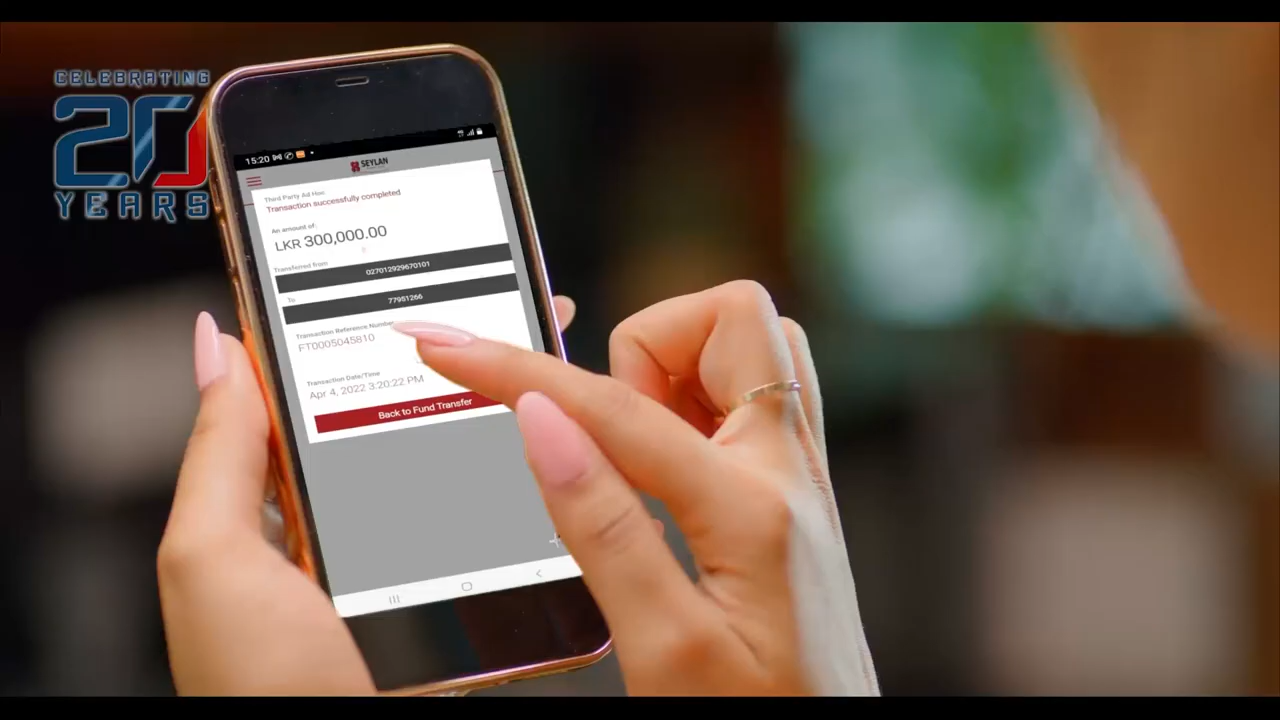 CELEBRATING
20
YEARS
15:20
SEYLAN
Third Party Ad Hoc
Transaction successfully completed
An amount of:
LKR 300,000.00
Transferred from
027012929670101
To
77951266
Transaction Reference Number
FT0005045B10
Transaction Date/Time
Apr 4, 2022 3:20:22 PM
Back to Fund Transfer